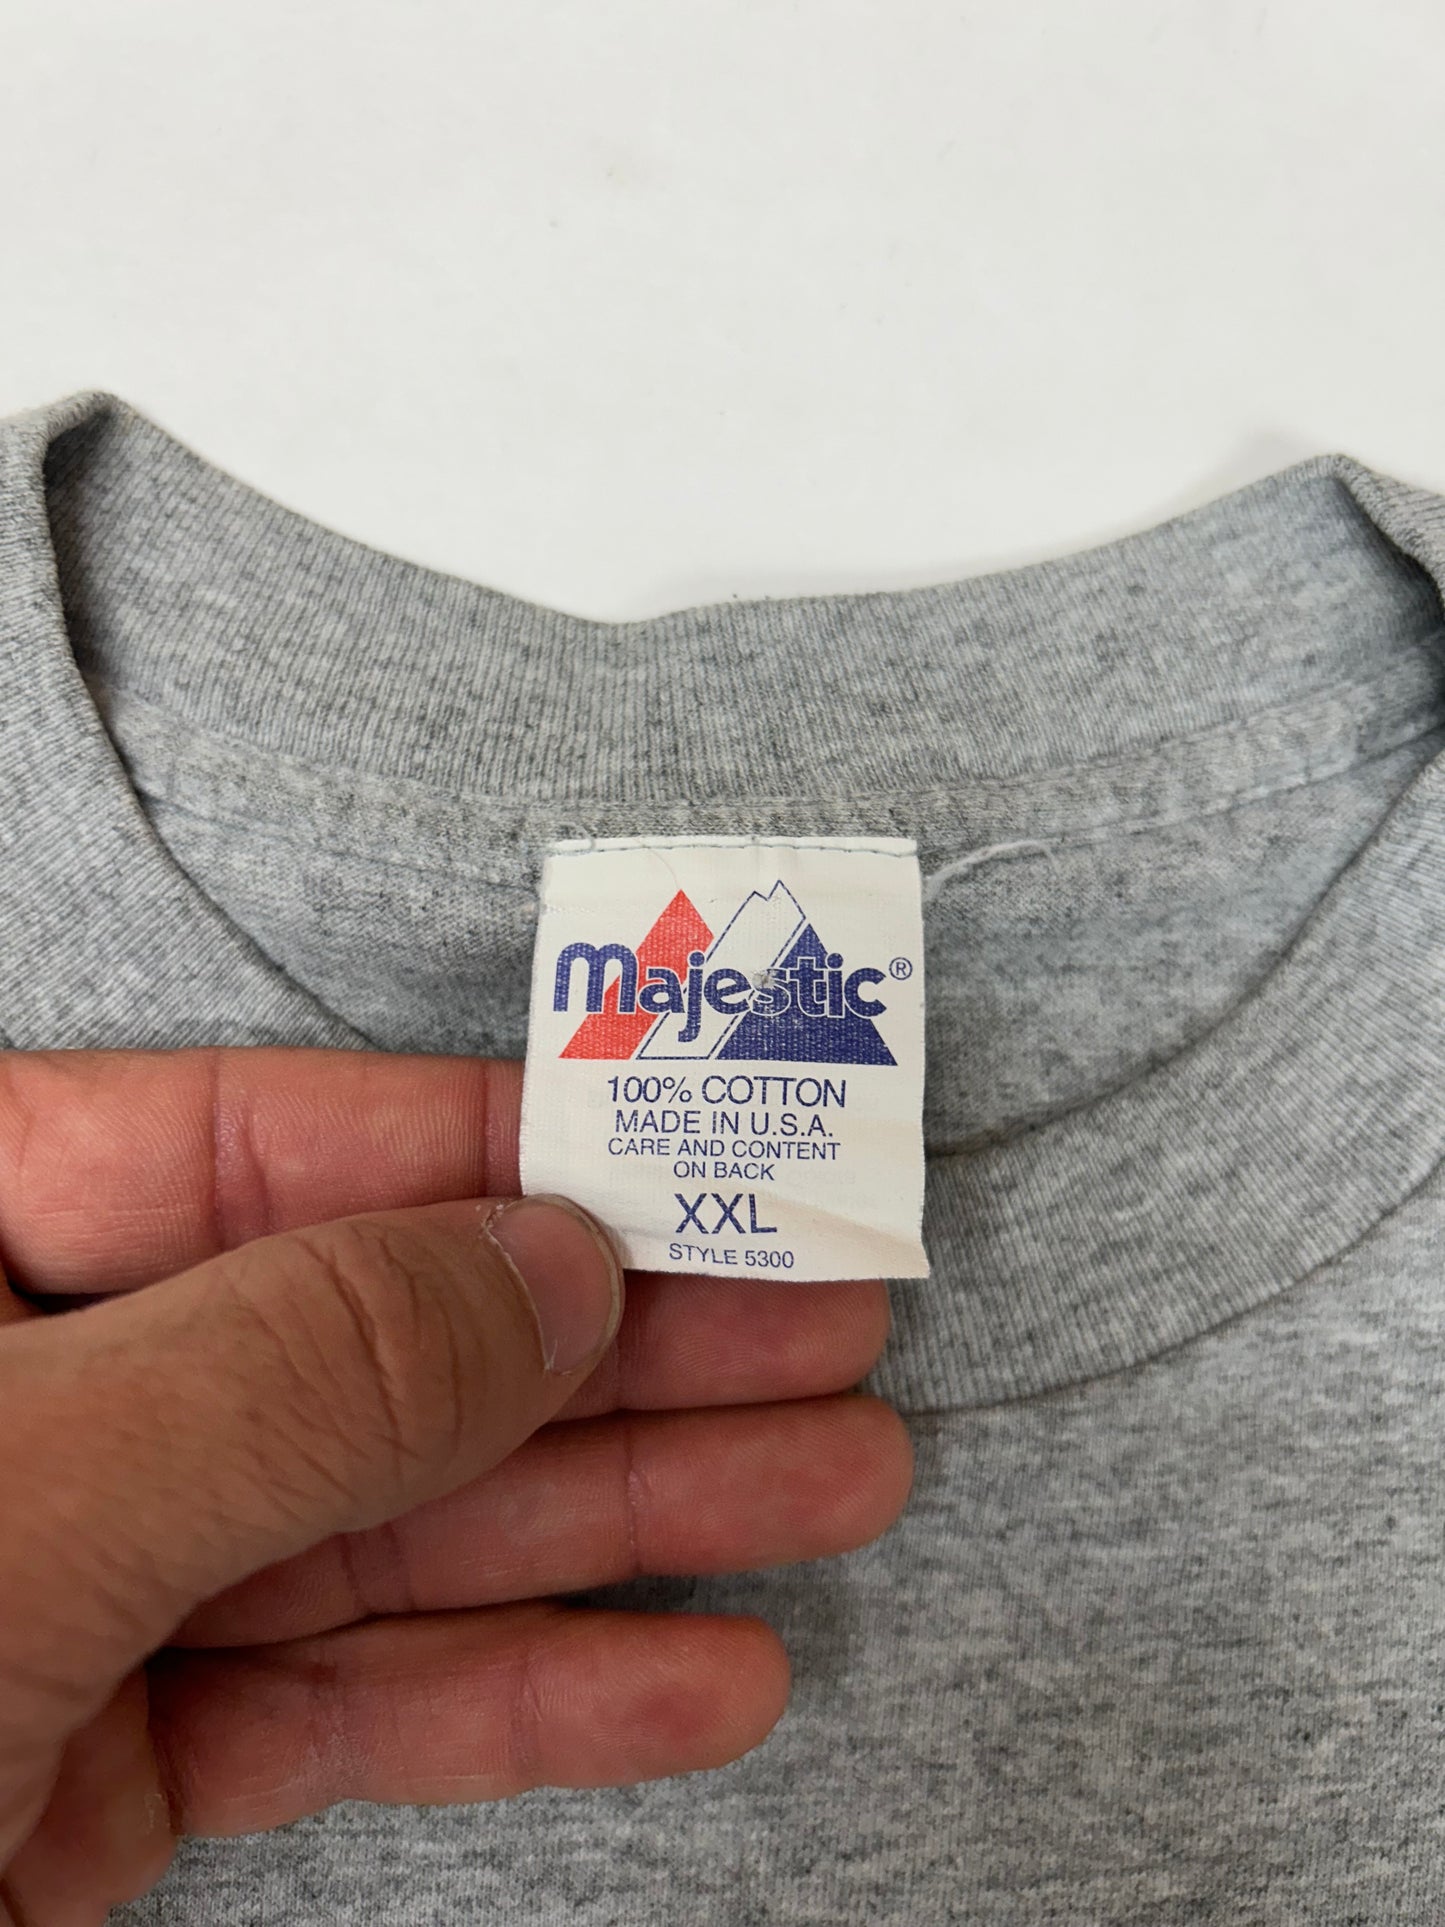 Majestic®
100% COTTON
MADE IN U.S.A.
CARE AND CONTENT
ON BACK
XXL
STYLE 5300